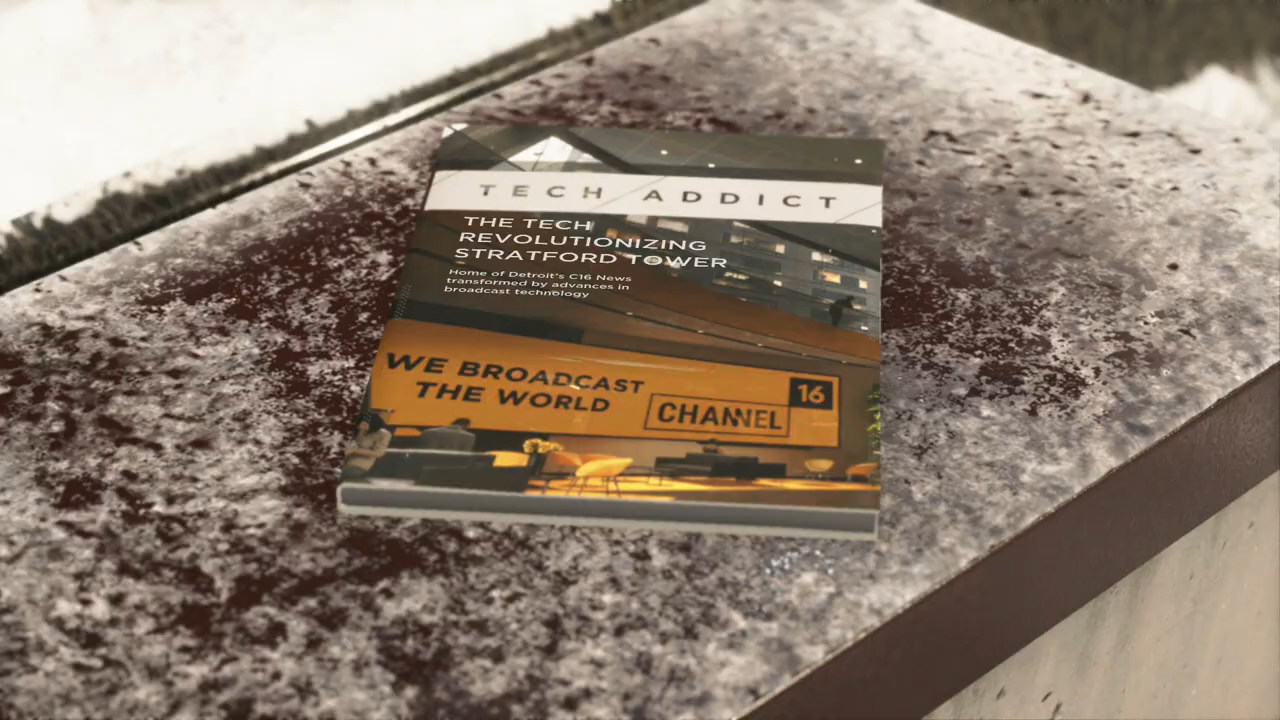 TECH ADDICT
THE TECH
REVOLUTIONIZING
STRATFORD TOWER
Home of Detroit's C16 News
transformed by advances in
broadcast technology
WE BROADCAST
THE WORLD
16
CHANNEL